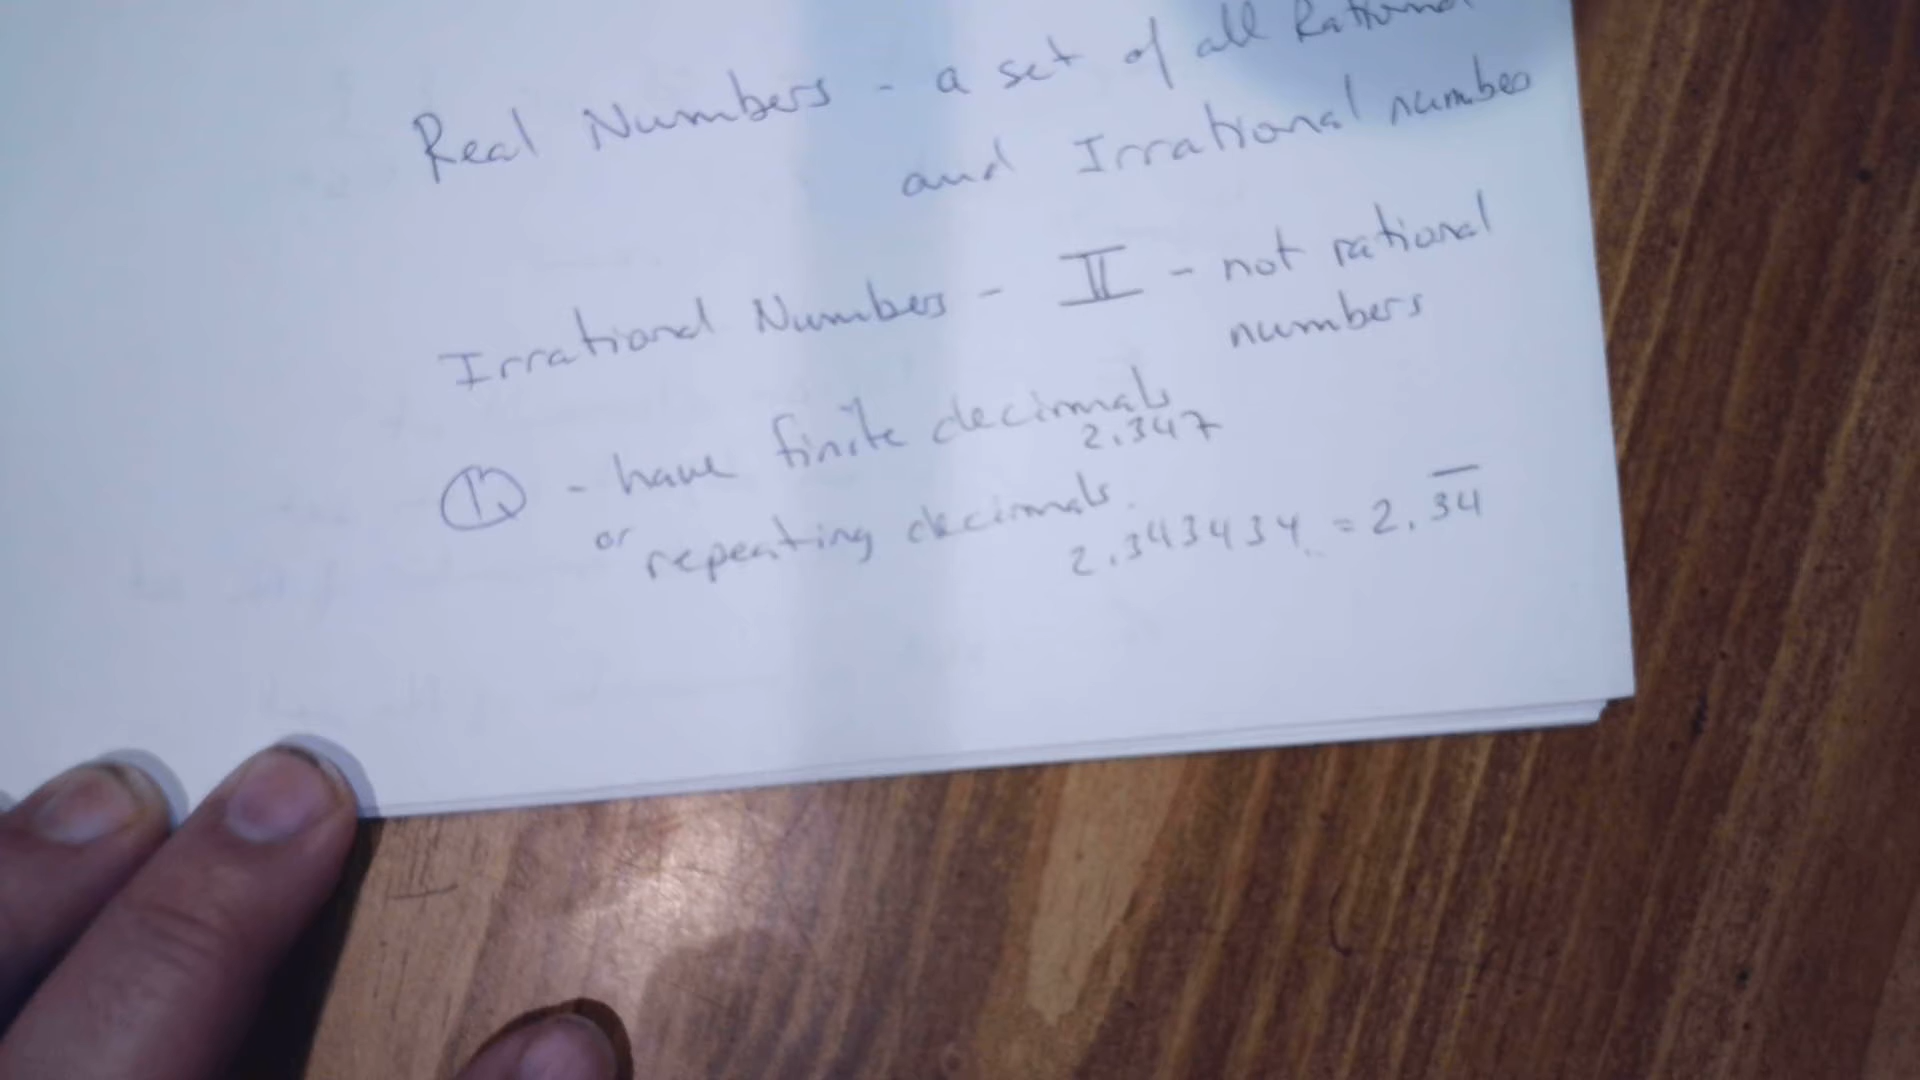 Real Numbers - a set of all Rational
and Irrational numbers
Irrational Numbers - II - not rational
numbers
- have finite decimals
2.347
or repeating decimals.
2.343434.. = 2.34